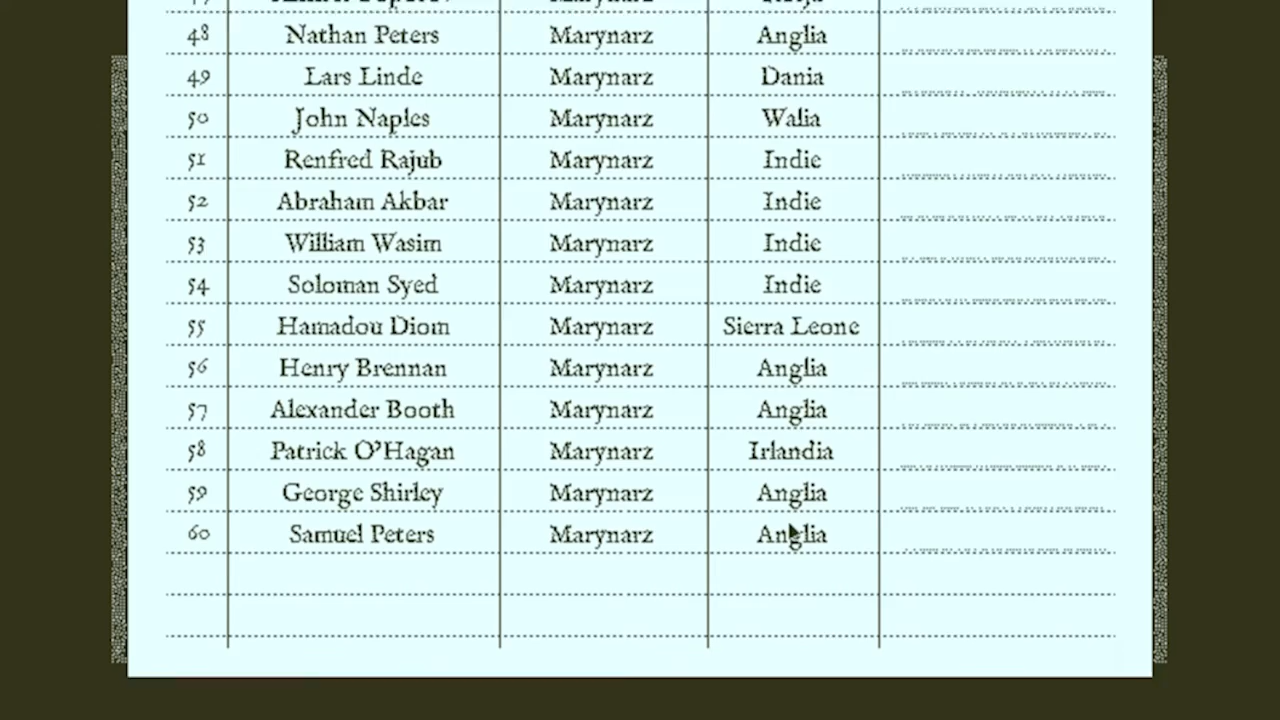 48 Nathan Peters Marynarz Anglia
49 Lars Linde Marynarz Dania
50 John Naples Marynarz Walia
51 Renfred Rajub Marynarz Indie
52 Abraham Akbar Marynarz Indie
53 William Wasim Marynarz Indie
54 Soloman Syed Marynarz Indie
55 Hamadou Diom Marynarz Sierra Leone
56 Henry Brennan Marynarz Anglia
57 Alexander Booth Marynarz Anglia
58 Patrick O'Hagan Marynarz Irlandia
59 George Shirley Marynarz Anglia
60 Samuel Peters Marynarz Anglia